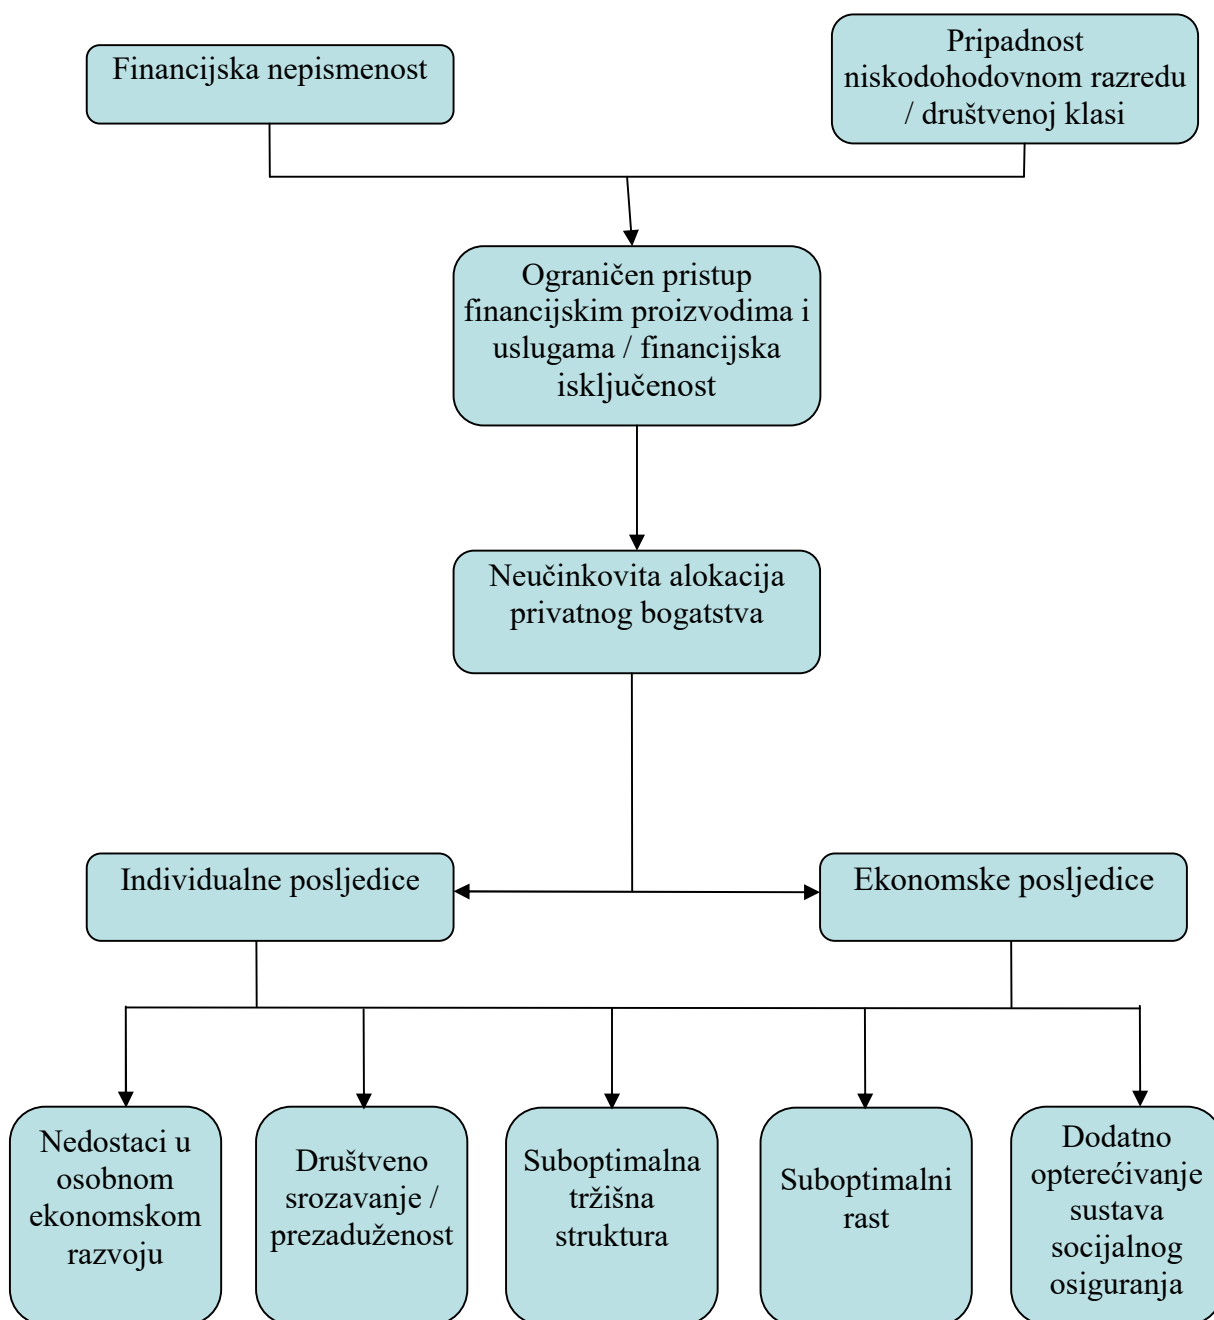 Financijska nepismenost
Pripadnost
niskodohodovnom razredu
/ društvenoj klasi
Ograničen pristup
financijskim proizvodima i
uslugama / financijska
isključenost
Neučinkovita alokacija
privatnog bogatstva
Individualne posljedice
Ekonomske posljedice
Nedostaci u
osobnom
ekonomskom
razvoju
Društveno
srozavanje /
prezaduženost
Suboptimalna
tržišna
struktura
Suboptimalni
rast
Dodatno
opterećivanje
sustava
socijalnog
osiguranja